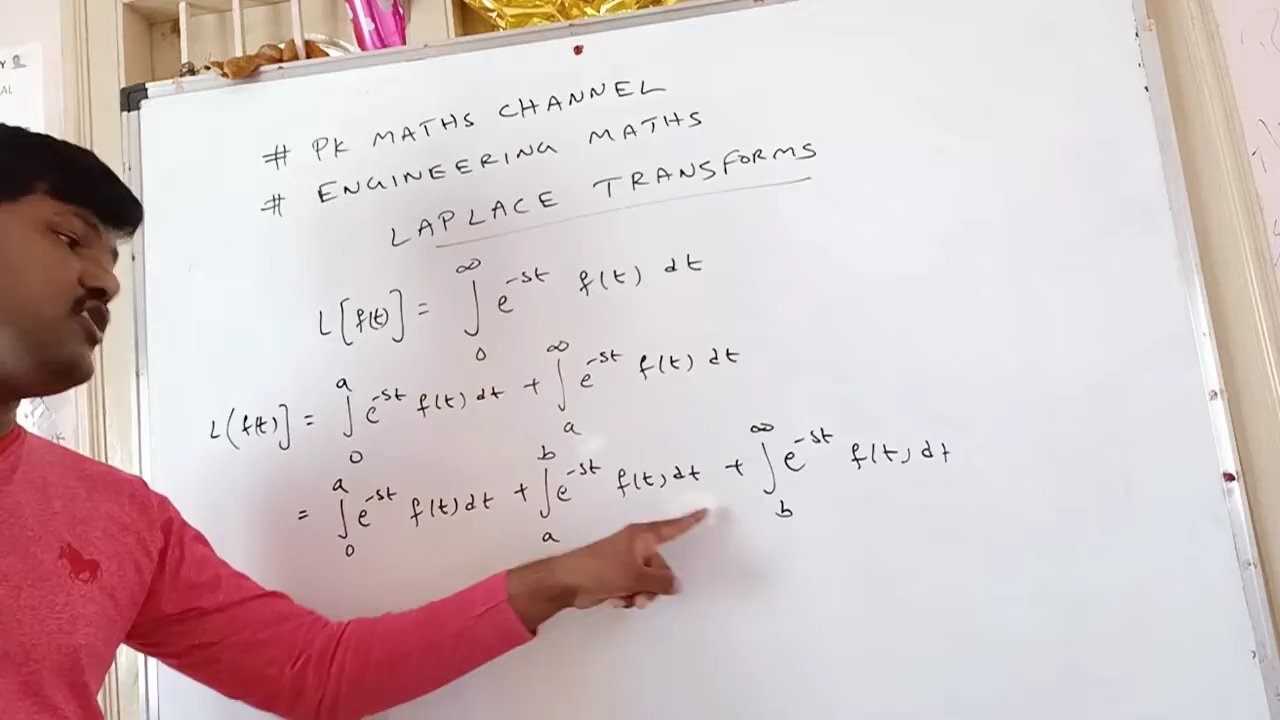 # PK MATHS CHANNEL
# ENGINEERING MATHS
LAPLACE TRANSFORMS
L[f(t)] = ∫₀^∞ e^{-st} f(t) dt
L[f(t)] = ∫₀^a e^{-st} f(t) dt + ∫ₐ^∞ e^{-st} f(t) dt
= ∫₀^a e^{-st} f(t) dt + ∫ₐ^b e^{-st} f(t) dt + ∫_b^∞ e^{-st} f(t) dt